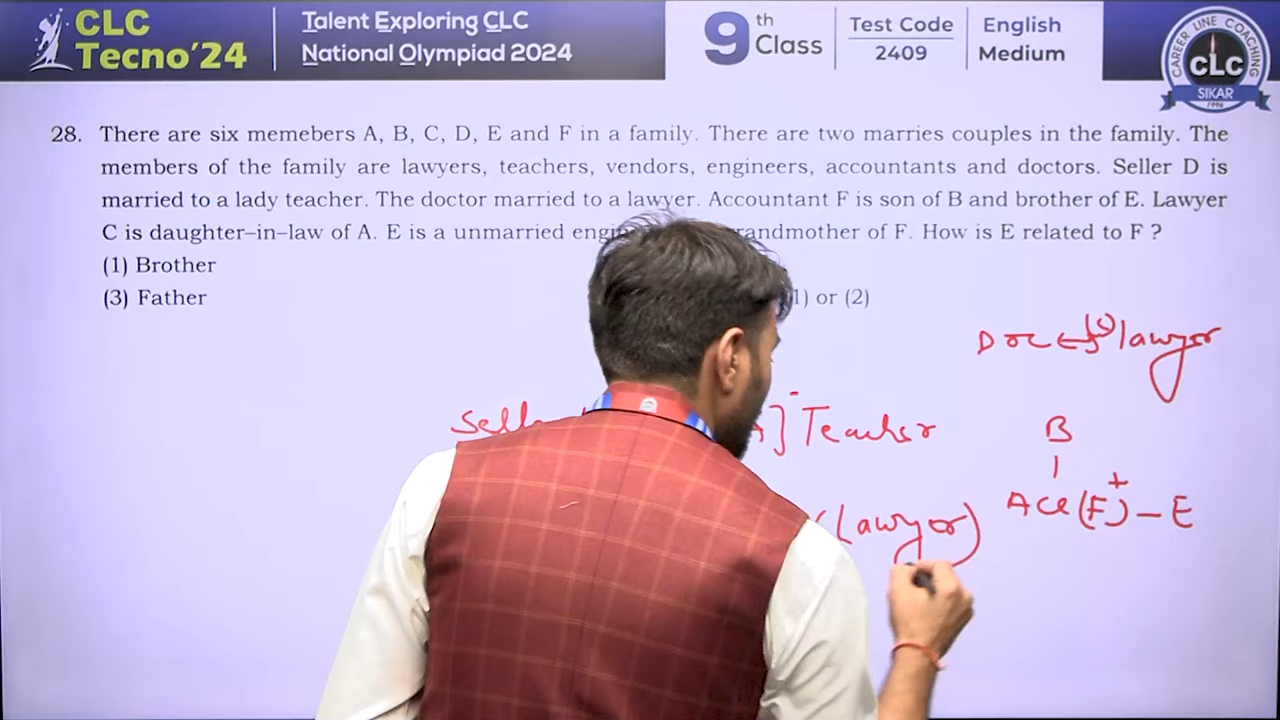 CLC
Tecno'24
Talent Exploring CLC
National Olympiad 2024
9th Class
Test Code
2409
English
Medium
CAREER LINE COACHING
CLC
SIKAR
1996
28. There are six memebers A, B, C, D, E and F in a family. There are two marries couples in the family. The
members of the family are lawyers, teachers, vendors, engineers, accountants and doctors. Seller D is
married to a lady teacher. The doctor married to a lawyer. Accountant F is son of B and brother of E. Lawyer
C is daughter–in–law of A. E is a unmarried randmother of F. How is E related to F ?
(1) Brother
(3) Father
1) or (2)
Doc ↔ (c) lawyer
A] Teacher
B
Acc (F)+ – E
(Lawyer)